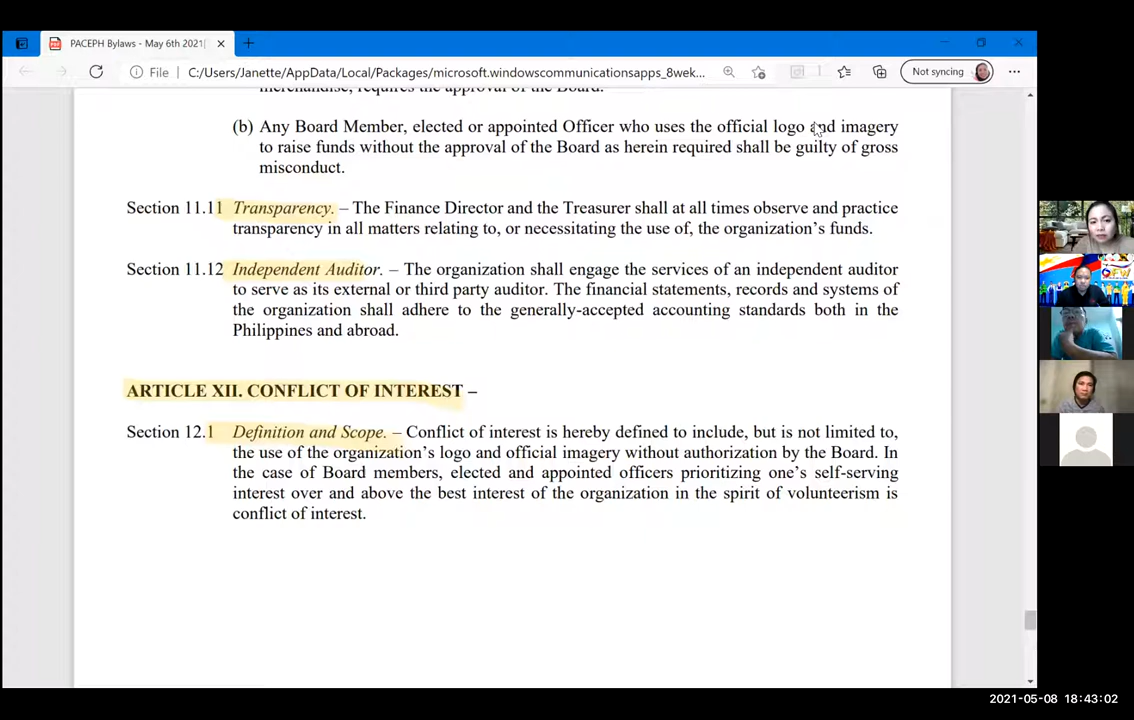 PACEPH Bylaws - May 6th 2021
File
C:/Users/Janette/AppData/Local/Packages/microsoft.windowscommunicationsapps_8wek...
Not syncing
merchandise, requires the approval of the Board.
(b) Any Board Member, elected or appointed Officer who uses the official logo and imagery
to raise funds without the approval of the Board as herein required shall be guilty of gross
misconduct.
Section 11.11 Transparency. – The Finance Director and the Treasurer shall at all times observe and practice
transparency in all matters relating to, or necessitating the use of, the organization's funds.
Section 11.12 Independent Auditor. – The organization shall engage the services of an independent auditor
to serve as its external or third party auditor. The financial statements, records and systems of
the organization shall adhere to the generally-accepted accounting standards both in the
Philippines and abroad.
ARTICLE XII. CONFLICT OF INTEREST –
Section 12.1 Definition and Scope. – Conflict of interest is hereby defined to include, but is not limited to,
the use of the organization's logo and official imagery without authorization by the Board. In
the case of Board members, elected and appointed officers prioritizing one's self-serving
interest over and above the best interest of the organization in the spirit of volunteerism is
conflict of interest.
2021-05-08 18:43:02